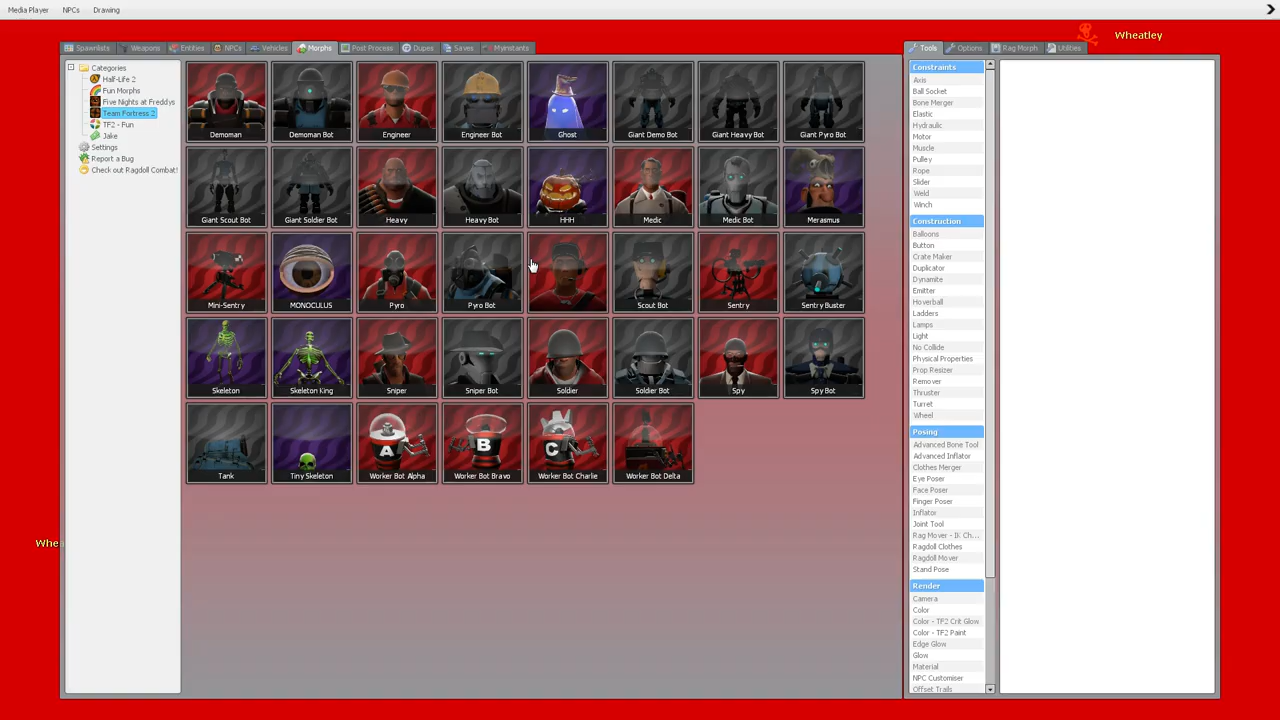 Media Player NPCs Drawing
Wheatley
Spawnlists Weapons Entities NPCs Vehicles Morphs Post Process Dupes Saves Myinstants
Tools Options Rag Morph Utilities
Categories
Half-Life 2
Fun Morphs
Five Nights at Freddys
Team Fortress 2
TF2 - Fun
Jake
Settings
Report a Bug
Check out Ragdoll Combat!
Demoman Demoman Bot Engineer Engineer Bot Ghost Giant Demo Bot Giant Heavy Bot Giant Pyro Bot
Giant Scout Bot Giant Soldier Bot Heavy Heavy Bot HHH Medic Medic Bot Merasmus
Mini-Sentry MONOCULUS Pyro Pyro Bot Scout Bot Sentry Sentry Buster
Skeleton Skeleton King Sniper Sniper Bot Soldier Soldier Bot Spy Spy Bot
Tank Tiny Skeleton A Worker Bot Alpha B Worker Bot Bravo C Worker Bot Charlie Worker Bot Delta
Whea
Constraints
Axis
Ball Socket
Bone Merger
Elastic
Hydraulic
Motor
Muscle
Pulley
Rope
Slider
Weld
Winch
Construction
Balloons
Button
Crate Maker
Duplicator
Dynamite
Emitter
Hoverball
Ladders
Lamps
Light
No Collide
Physical Properties
Prop Resizer
Remover
Thruster
Turret
Wheel
Posing
Advanced Bone Tool
Advanced Inflator
Clothes Merger
Eye Poser
Face Poser
Finger Poser
Inflator
Joint Tool
Rag Mover - IK Ch...
Ragdoll Clothes
Ragdoll Mover
Stand Pose
Render
Camera
Color
Color - TF2 Crit Glow
Color - TF2 Paint
Edge Glow
Glow
Material
NPC Customiser
Offset Trails